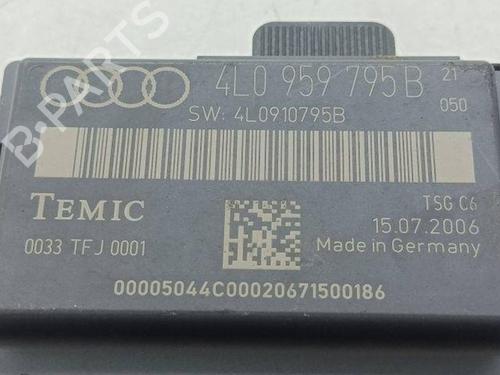 B-PARTS
4L0 959 795 B 21
050
SW: 4L0910795B
TEMIC
TSG C6
15.07.2006
0033 TFJ 0001
Made in Germany
00005044C00020671500186